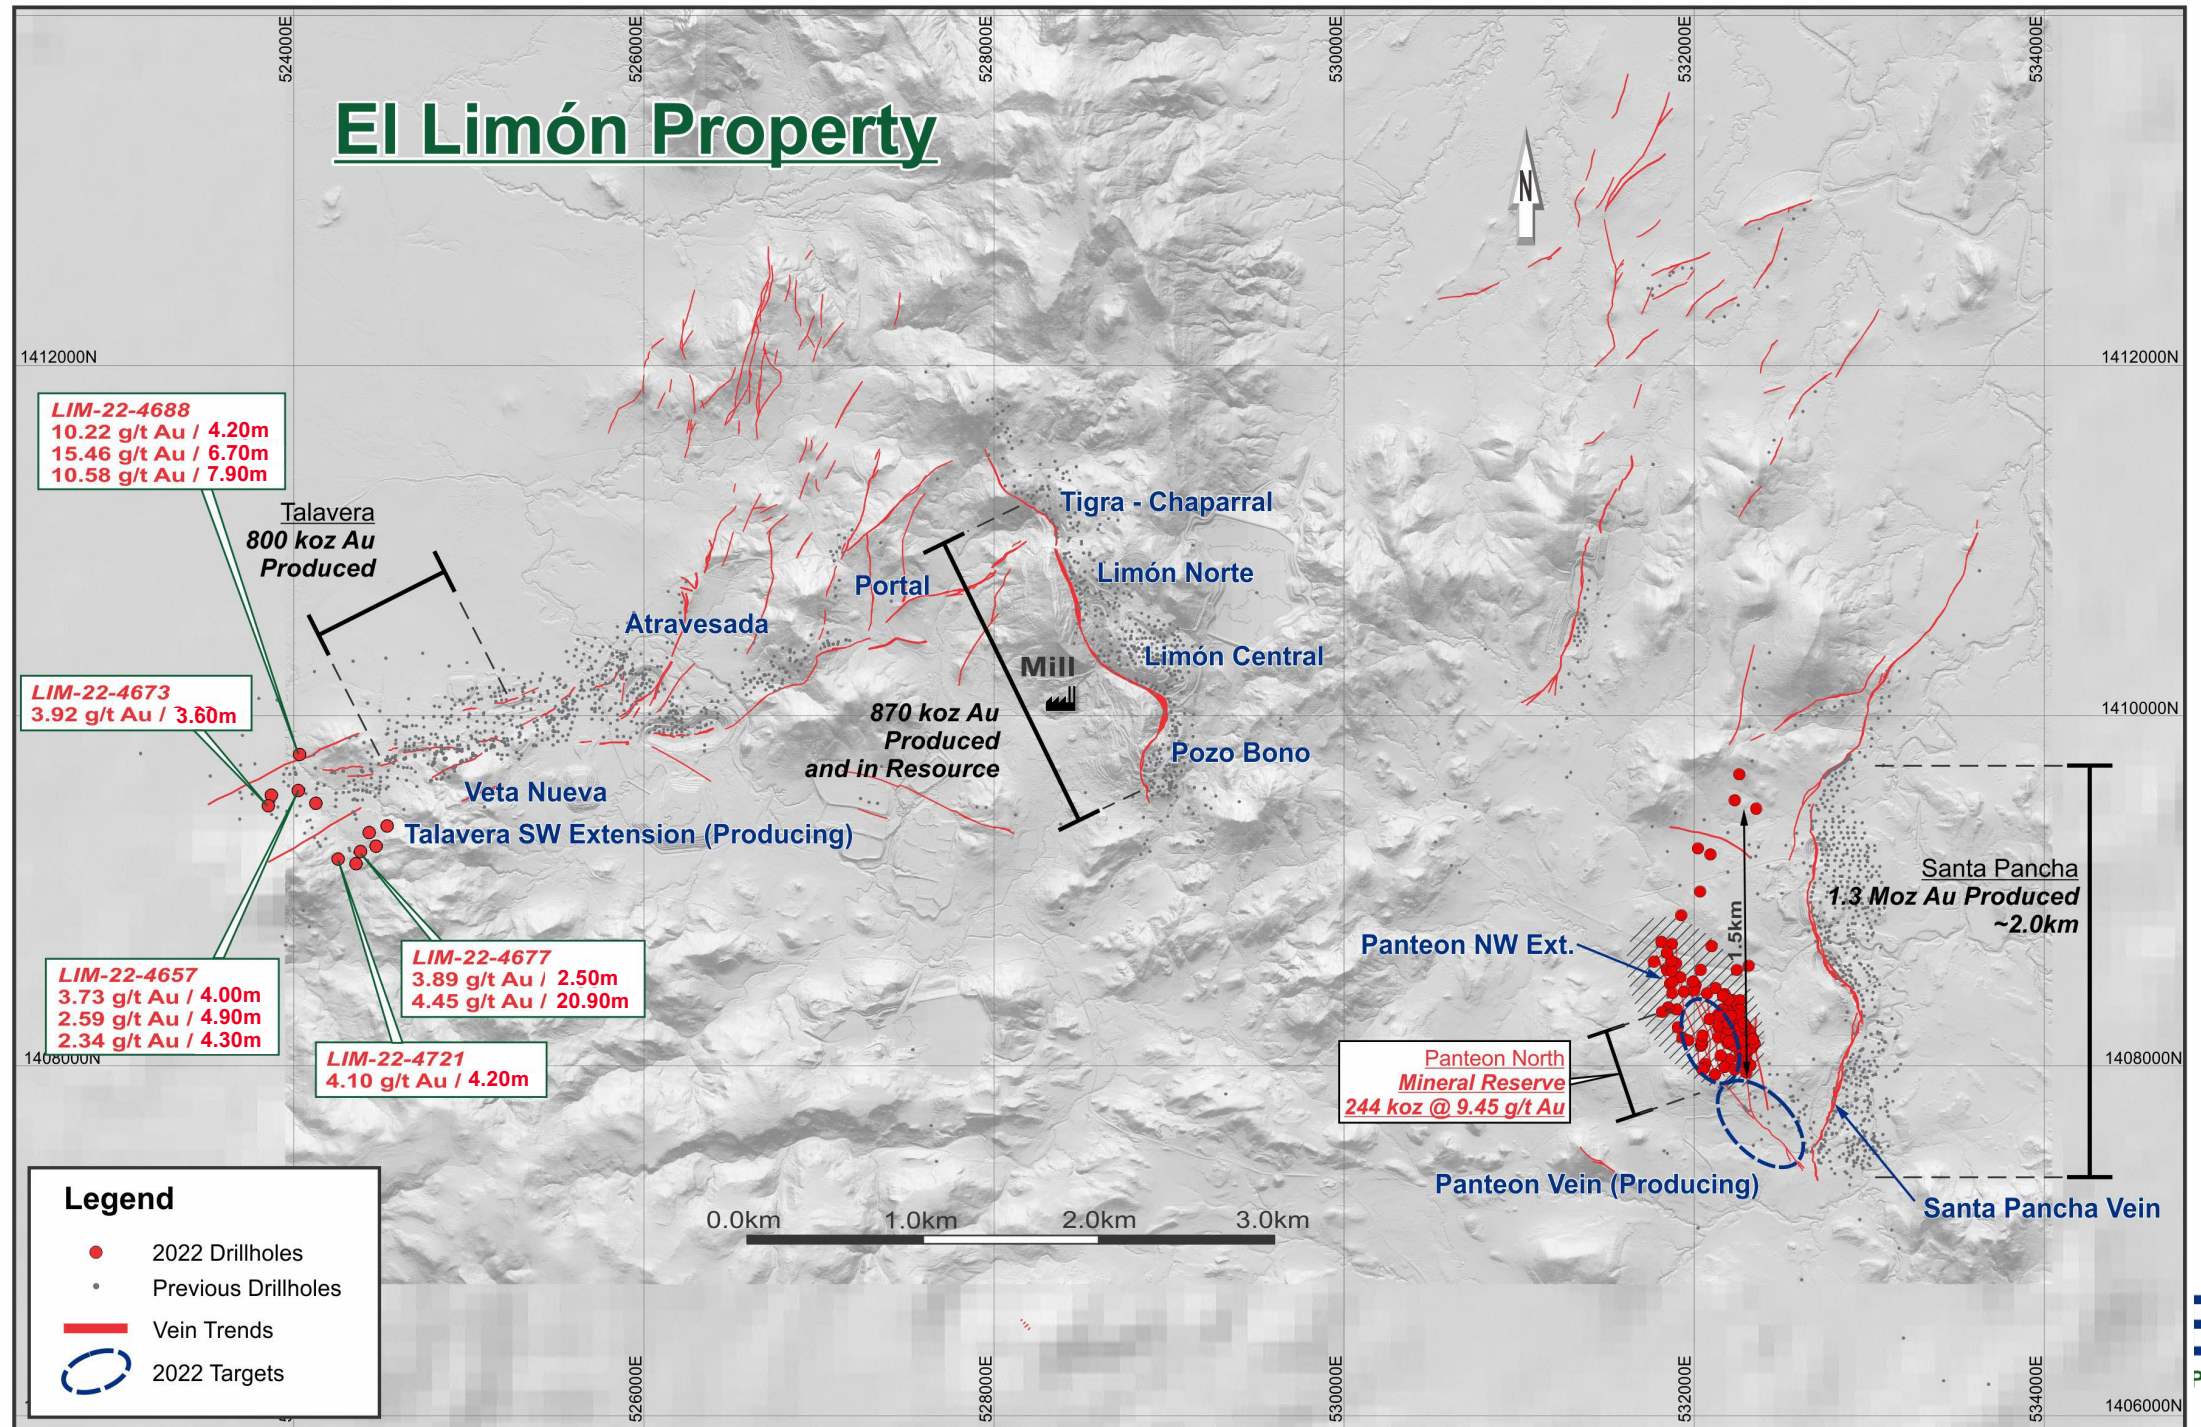 524000E
526000E
528000E
530000E
532000E
534000E
El Limón Property
N
1412000N
1412000N
LIM-22-4688
10.22 g/t Au / 4.20m
15.46 g/t Au / 6.70m
10.58 g/t Au / 7.90m
Talavera
800 koz Au
Produced
Tigra - Chaparral
Limón Norte
Portal
Atravesada
Limón Central
Mill
LIM-22-4673
3.92 g/t Au / 3.60m
870 koz Au
Produced
and in Resource
1410000N
Pozo Bono
Veta Nueva
Talavera SW Extension (Producing)
Santa Pancha
1.3 Moz Au Produced
~2.0km
1.5km
Panteon NW Ext.
LIM-22-4677
3.89 g/t Au / 2.50m
4.45 g/t Au / 20.90m
LIM-22-4657
3.73 g/t Au / 4.00m
2.59 g/t Au / 4.90m
2.34 g/t Au / 4.30m
1408000N
1408000N
LIM-22-4721
4.10 g/t Au / 4.20m
Panteon North
Mineral Reserve
244 koz @ 9.45 g/t Au
Panteon Vein (Producing)
Santa Pancha Vein
0.0km 1.0km 2.0km 3.0km
Legend
2022 Drillholes
Previous Drillholes
Vein Trends
2022 Targets
526000E
528000E
530000E
532000E
534000E
1406000N